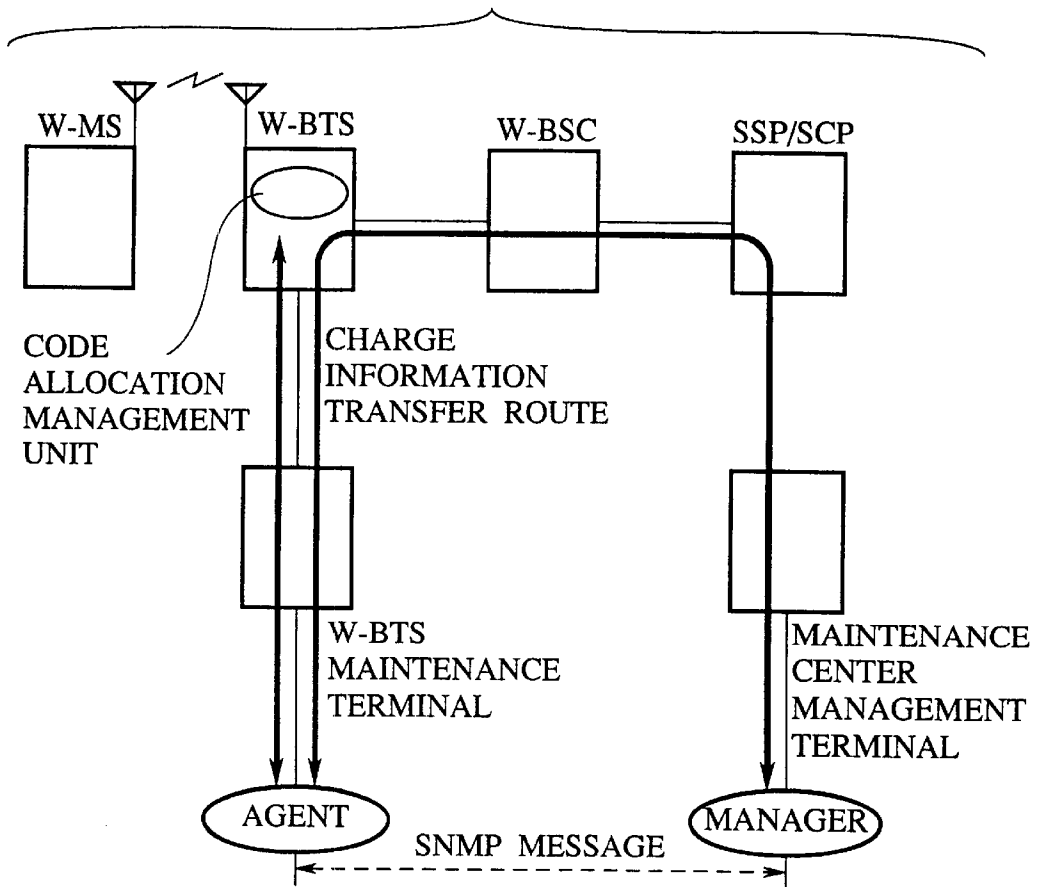 W-MS
W-BTS
W-BSC
SSP/SCP
CODE
ALLOCATION
MANAGEMENT
UNIT
CHARGE
INFORMATION
TRANSFER ROUTE
W-BTS
MAINTENANCE
TERMINAL
MAINTENANCE
CENTER
MANAGEMENT
TERMINAL
AGENT
MANAGER
SNMP MESSAGE